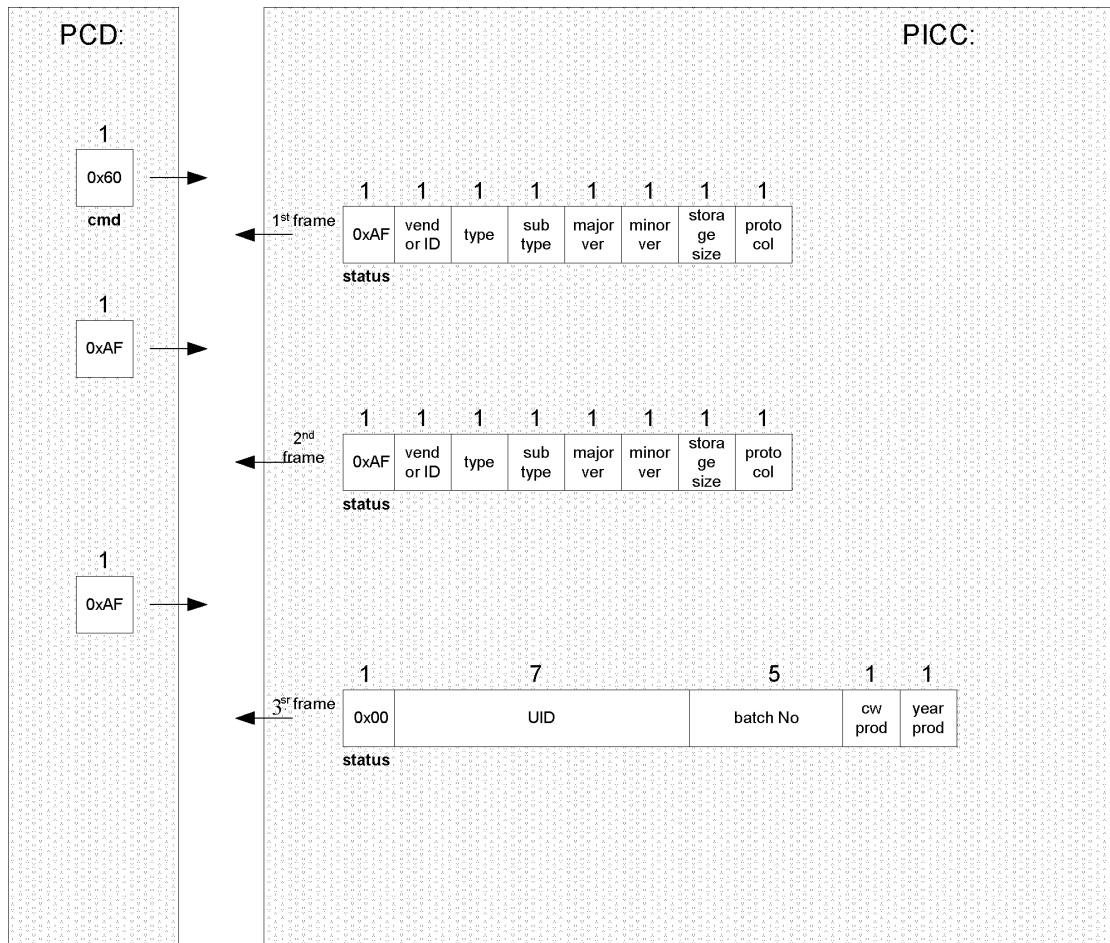 PCD:
PICC:
1
0x60
cmd
1 1 1 1 1 1 1 1
1st frame
0xAF
vend
or ID
type
sub
type
major
ver
minor
ver
stora
ge
size
proto
col
status
1
0xAF
1 1 1 1 1 1 1 1
2nd
frame
0xAF
vend
or ID
type
sub
type
major
ver
minor
ver
stora
ge
size
proto
col
status
1
0xAF
1 7 5 1 1
3sr frame
0x00
UID
batch No
cw
prod
year
prod
status